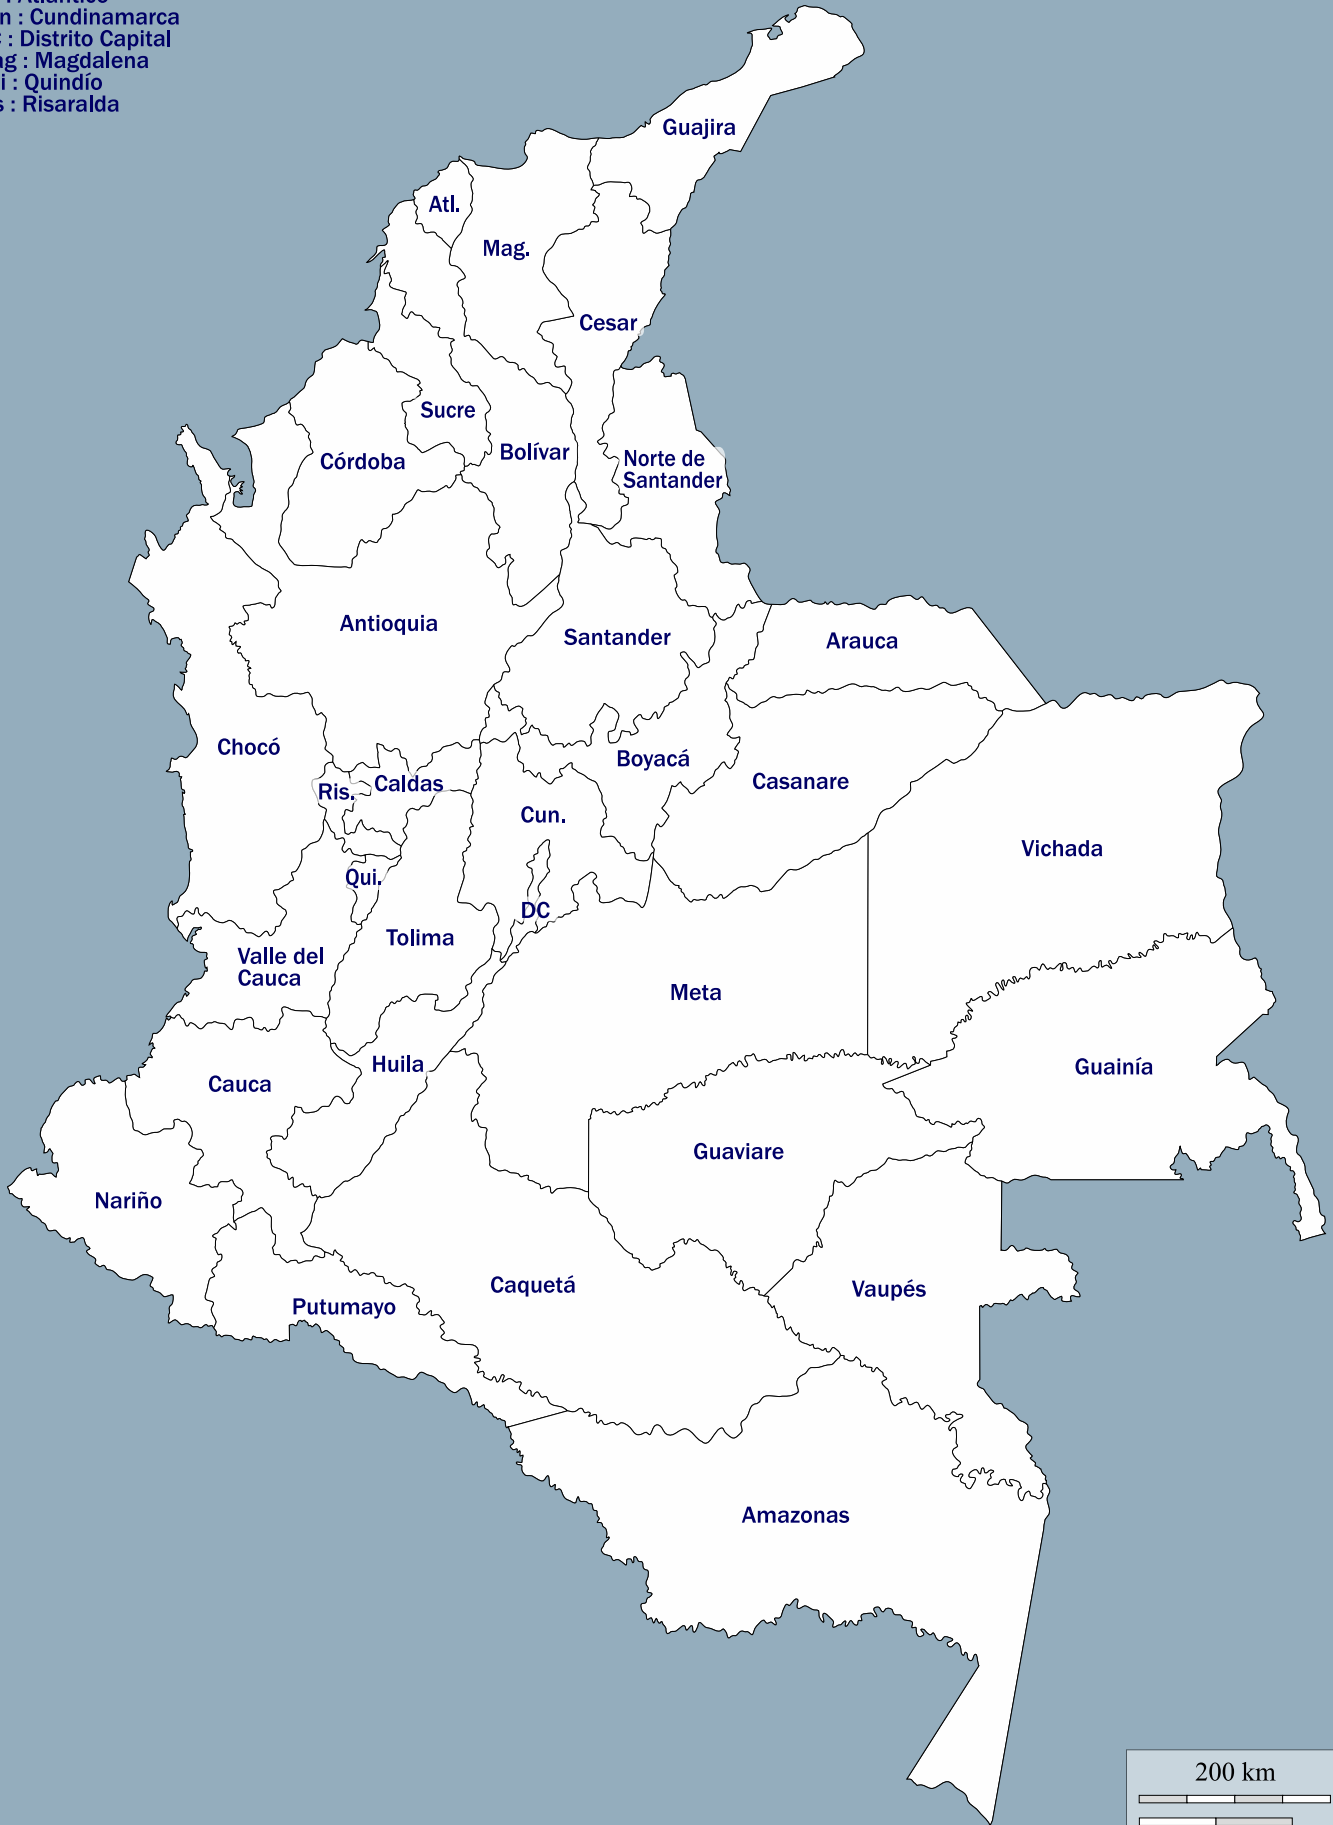 : Atlántico
n : Cundinamarca
: Distrito Capital
ag : Magdalena
i : Quindío
s : Risaralda
Guajira
Atl.
Mag.
Cesar
Sucre
Bolívar
Córdoba
Norte de
Santander
Antioquia
Santander
Arauca
Chocó
Boyacá
Casanare
Ris.
Caldas
Cun.
Vichada
Qui.
DC
Tolima
Valle del
Cauca
Meta
Huila
Guainía
Cauca
Guaviare
Nariño
Caquetá
Vaupés
Putumayo
Amazonas
200 km